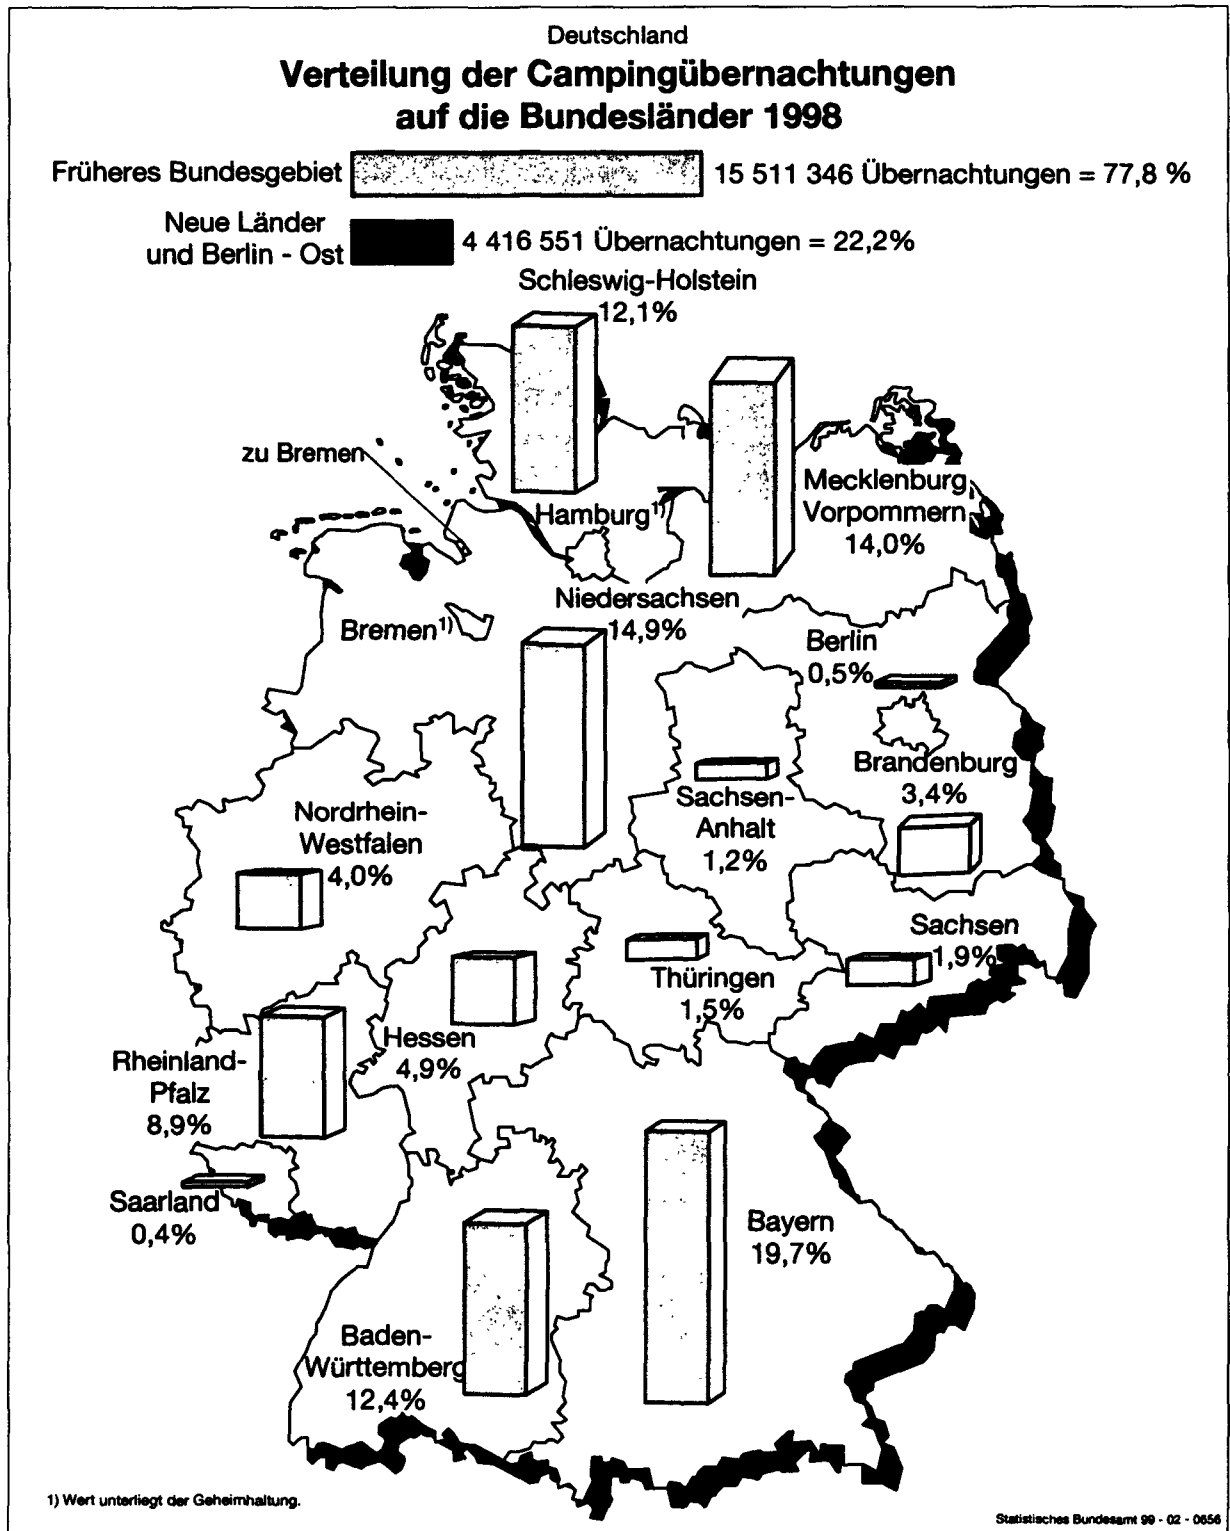 Deutschland
Verteilung der Campingübernachtungen
auf die Bundesländer 1998
Früheres Bundesgebiet 15 511 346 Übernachtungen = 77,8 %
Neue Länder
und Berlin - Ost 4 416 551 Übernachtungen = 22,2%
Schleswig-Holstein
12,1%
zu Bremen
Mecklenburg
Vorpommern
14,0%
Hamburg¹⁾
Niedersachsen
14,9%
Bremen¹⁾
Berlin
0,5%
Brandenburg
3,4%
Nordrhein-
Westfalen
4,0%
Sachsen-
Anhalt
1,2%
Sachsen
1,9%
Thüringen
1,5%
Hessen
4,9%
Rheinland-
Pfalz
8,9%
Saarland
0,4%
Bayern
19,7%
Baden-
Württemberg
12,4%
1) Wert unterliegt der Geheimhaltung.
Statistisches Bundesamt 99 - 02 - 0656